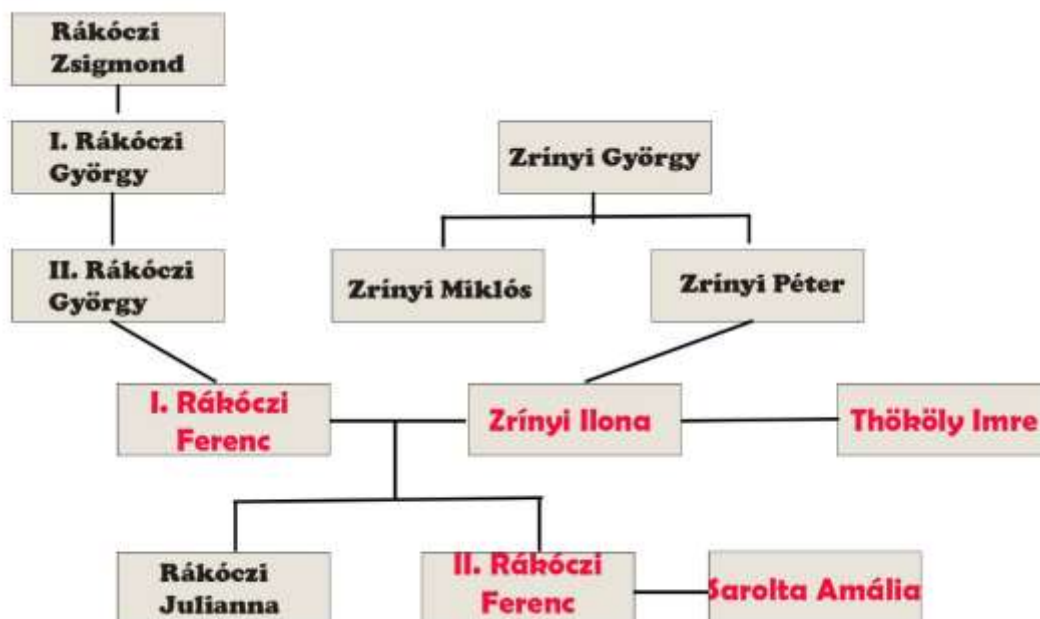 Rákóczi
Zsigmond
I. Rákóczi
György
Zrínyi György
II. Rákóczi
György
Zrínyi Miklós
Zrínyi Péter
I. Rákóczi
Ferenc
Zrínyi Ilona
Thököly Imre
Rákóczi
Julianna
II. Rákóczi
Ferenc
Sarolta Amália